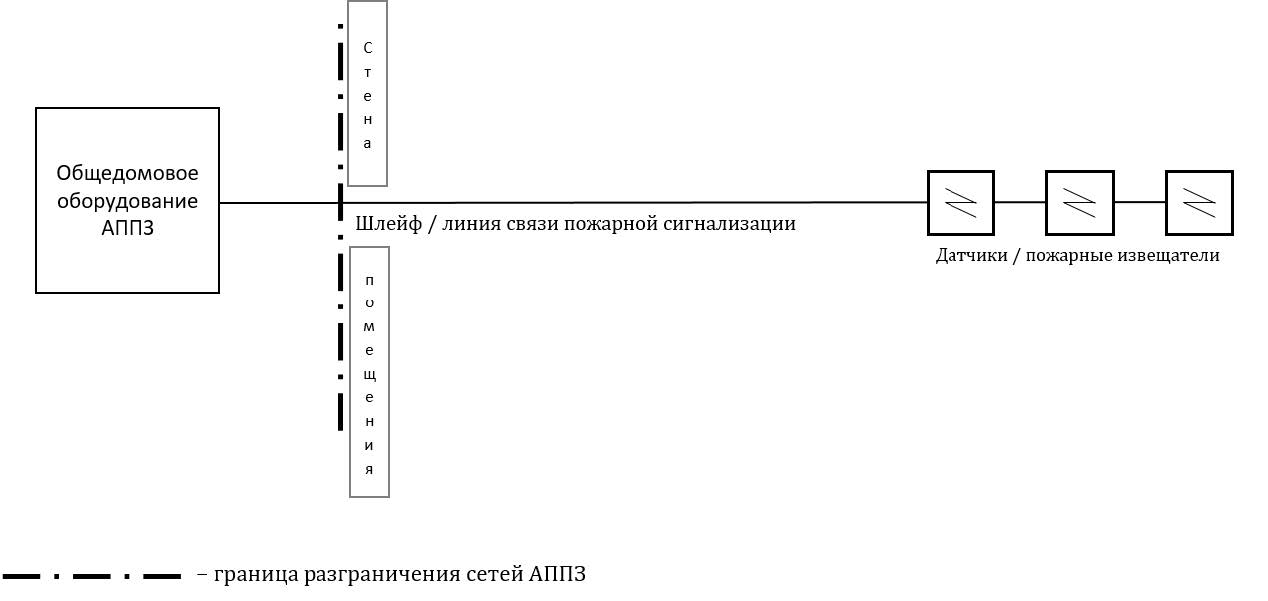 Стена
Общедомовое
оборудование
АППЗ
Шлейф / линия связи пожарной сигнализации
Датчики / пожарные извещатели
помещения
– граница разграничения сетей АППЗ